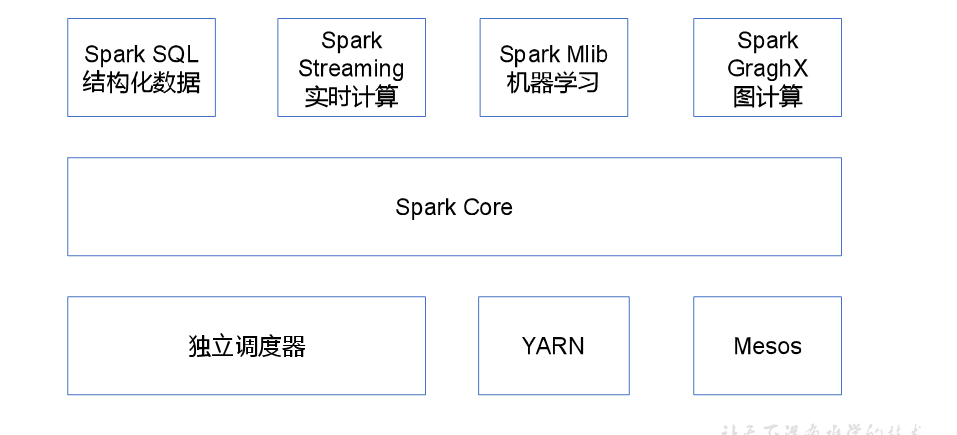 Spark SQL
结构化数据
Spark
Streaming
实时计算
Spark Mlib
机器学习
Spark
GraghX
图计算
Spark Core
独立调度器
YARN
Mesos